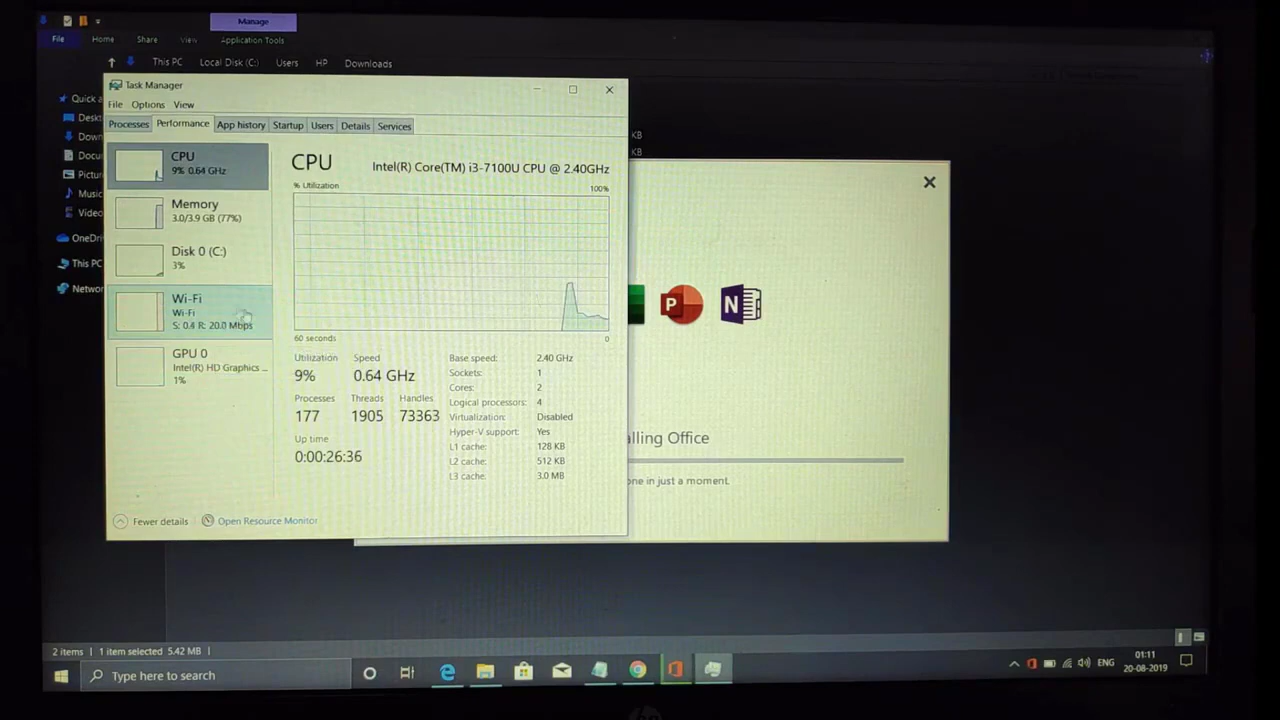 Manage
File Home Share View Application Tools
This PC Local Disk (C:) Users HP Downloads
Task Manager
File Options View
Processes Performance App history Startup Users Details Services
Quick a
Deskt
Down
Docu
Picture
Music
Video
OneDri
This PC
Networ
CPU
9% 0.64 GHz
Memory
3.0/3.9 GB (77%)
Disk 0 (C:)
3%
Wi-Fi
Wi-Fi
S: 0.4 R: 20.0 Mbps
GPU 0
Intel(R) HD Graphics ...
1%
CPU Intel(R) Core(TM) i3-7100U CPU @ 2.40GHz
% Utilization 100%
60 seconds 0
Utilization Speed
9% 0.64 GHz
Processes Threads Handles
177 1905 73363
Up time
0:00:26:36
Base speed: 2.40 GHz
Sockets: 1
Cores: 2
Logical processors: 4
Virtualization: Disabled
Hyper-V support: Yes
L1 cache: 128 KB
L2 cache: 512 KB
L3 cache: 3.0 MB
Fewer details Open Resource Monitor
KB
KB
P N
alling Office
one in just a moment.
2 items 1 item selected 5.42 MB
Type here to search
ENG
01:11
20-08-2019